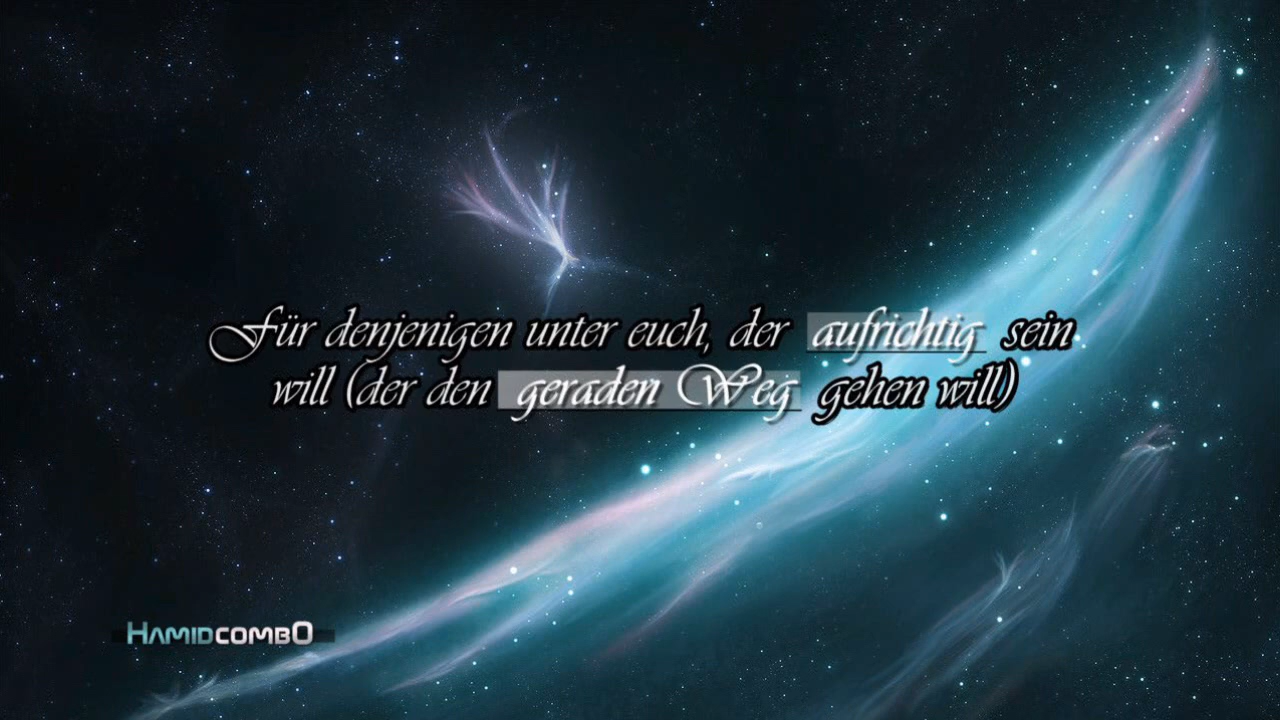 Für denjenigen unter euch, der aufrichtig sein
will (der den geraden Weg gehen will)
HAMIDCOMBO